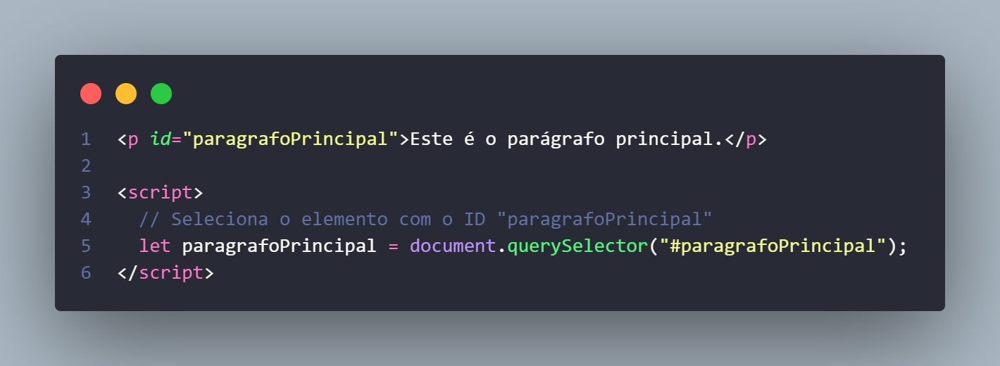 1 <p id="paragrafoPrincipal">Este é o parágrafo principal.</p>
2
3 <script>
4   // Seleciona o elemento com o ID "paragrafoPrincipal"
5   let paragrafoPrincipal = document.querySelector("#paragrafoPrincipal");
6 </script>